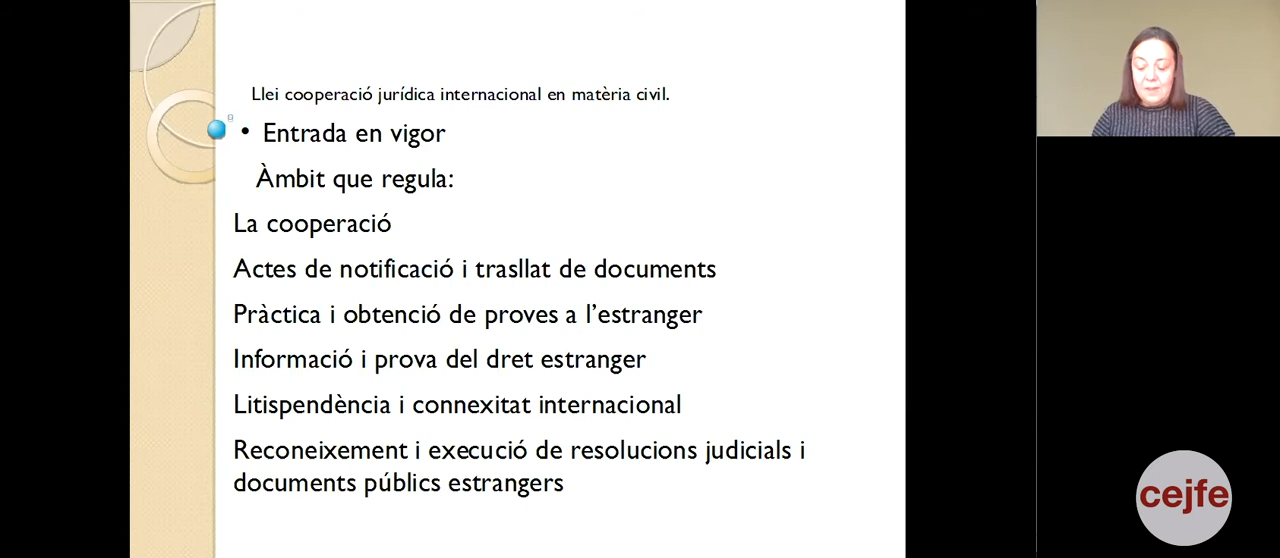 Llei cooperació jurídica internacional en matèria civil.
• Entrada en vigor
Àmbit que regula:
La cooperació
Actes de notificació i trasllat de documents
Pràctica i obtenció de proves a l’estranger
Informació i prova del dret estranger
Litispendència i connexitat internacional
Reconeixement i execució de resolucions judicials i
documents públics estrangers
cejfe